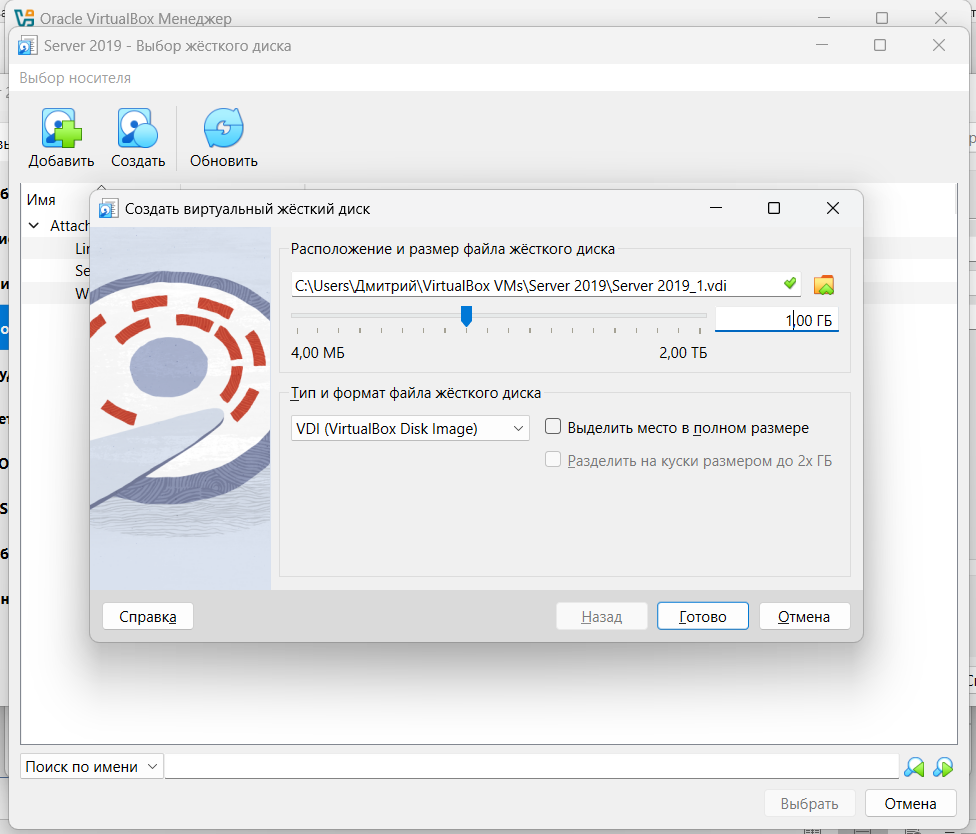 Oracle VirtualBox Менеджер
Server 2019 - Выбор жёсткого диска
Выбор носителя
Добавить Создать Обновить
Имя
Attach
Создать виртуальный жёсткий диск
Расположение и размер файла жёсткого диска
C:\Users\Дмитрий\VirtualBox VMs\Server 2019\Server 2019_1.vdi
1,00 ГБ
4,00 МБ 2,00 ТБ
Тип и формат файла жёсткого диска
VDI (VirtualBox Disk Image) Выделить место в полном размере
Разделить на куски размером до 2х ГБ
Справка Назад Готово Отмена
Поиск по имени
Выбрать Отмена